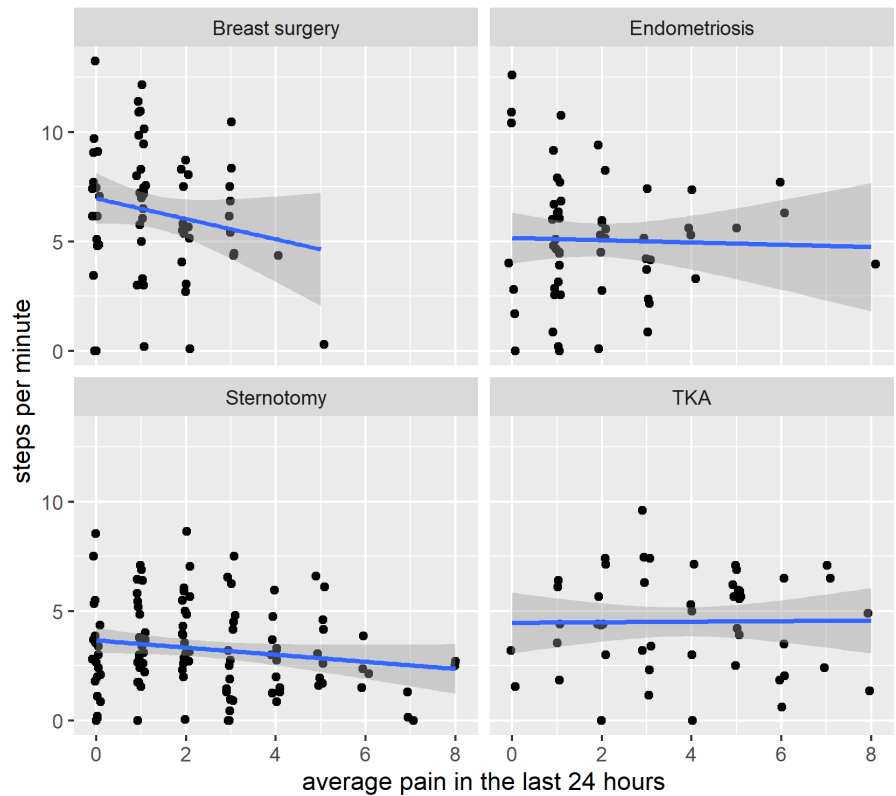 Breast surgery
Endometriosis
10
5
0
Sternotomy
TKA
10
5
0
0 2 4 6 8
0 2 4 6 8
steps per minute
average pain in the last 24 hours